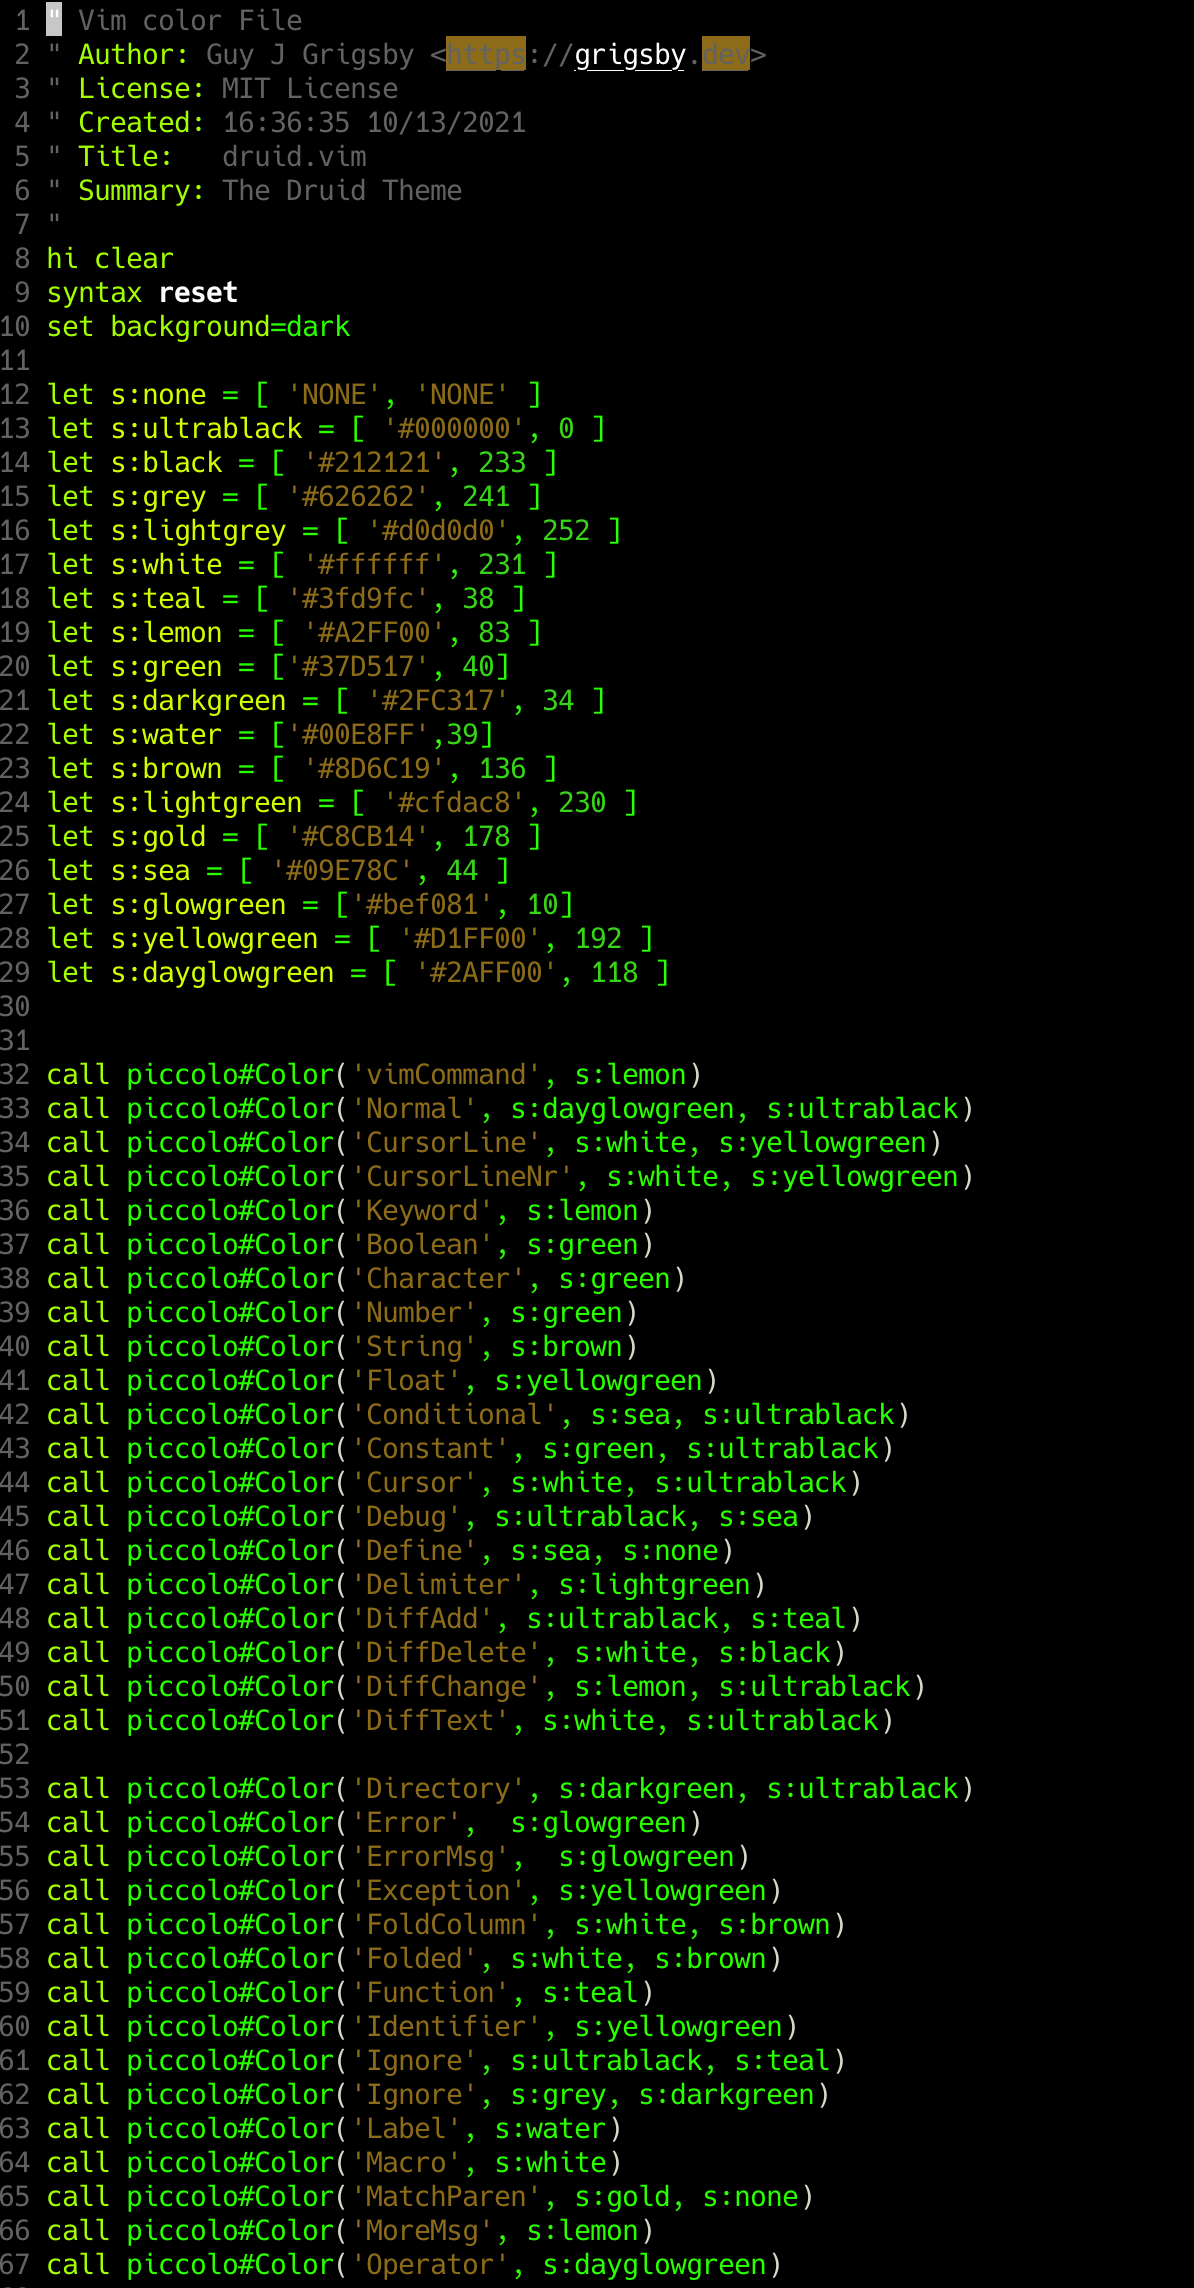 1 " Vim color File
2 " Author: Guy J Grigsby <https://grigsby.dev>
3 " License: MIT License
4 " Created: 16:36:35 10/13/2021
5 " Title:   druid.vim
6 " Summary: The Druid Theme
7 "
8 hi clear
9 syntax reset
10 set background=dark
11
12 let s:none = [ 'NONE', 'NONE' ]
13 let s:ultrablack = [ '#000000', 0 ]
14 let s:black = [ '#212121', 233 ]
15 let s:grey = [ '#626262', 241 ]
16 let s:lightgrey = [ '#d0d0d0', 252 ]
17 let s:white = [ '#ffffff', 231 ]
18 let s:teal = [ '#3fd9fc', 38 ]
19 let s:lemon = [ '#A2FF00', 83 ]
20 let s:green = ['#37D517', 40]
21 let s:darkgreen = [ '#2FC317', 34 ]
22 let s:water = ['#00E8FF',39]
23 let s:brown = [ '#8D6C19', 136 ]
24 let s:lightgreen = [ '#cfdac8', 230 ]
25 let s:gold = [ '#C8CB14', 178 ]
26 let s:sea = [ '#09E78C', 44 ]
27 let s:glowgreen = ['#bef081', 10]
28 let s:yellowgreen = [ '#D1FF00', 192 ]
29 let s:dayglowgreen = [ '#2AFF00', 118 ]
30
31
32 call piccolo#Color('vimCommand', s:lemon)
33 call piccolo#Color('Normal', s:dayglowgreen, s:ultrablack)
34 call piccolo#Color('CursorLine', s:white, s:yellowgreen)
35 call piccolo#Color('CursorLineNr', s:white, s:yellowgreen)
36 call piccolo#Color('Keyword', s:lemon)
37 call piccolo#Color('Boolean', s:green)
38 call piccolo#Color('Character', s:green)
39 call piccolo#Color('Number', s:green)
40 call piccolo#Color('String', s:brown)
41 call piccolo#Color('Float', s:yellowgreen)
42 call piccolo#Color('Conditional', s:sea, s:ultrablack)
43 call piccolo#Color('Constant', s:green, s:ultrablack)
44 call piccolo#Color('Cursor', s:white, s:ultrablack)
45 call piccolo#Color('Debug', s:ultrablack, s:sea)
46 call piccolo#Color('Define', s:sea, s:none)
47 call piccolo#Color('Delimiter', s:lightgreen)
48 call piccolo#Color('DiffAdd', s:ultrablack, s:teal)
49 call piccolo#Color('DiffDelete', s:white, s:black)
50 call piccolo#Color('DiffChange', s:lemon, s:ultrablack)
51 call piccolo#Color('DiffText', s:white, s:ultrablack)
52
53 call piccolo#Color('Directory', s:darkgreen, s:ultrablack)
54 call piccolo#Color('Error',  s:glowgreen)
55 call piccolo#Color('ErrorMsg',  s:glowgreen)
56 call piccolo#Color('Exception', s:yellowgreen)
57 call piccolo#Color('FoldColumn', s:white, s:brown)
58 call piccolo#Color('Folded', s:white, s:brown)
59 call piccolo#Color('Function', s:teal)
60 call piccolo#Color('Identifier', s:yellowgreen)
61 call piccolo#Color('Ignore', s:ultrablack, s:teal)
62 call piccolo#Color('Ignore', s:grey, s:darkgreen)
63 call piccolo#Color('Label', s:water)
64 call piccolo#Color('Macro', s:white)
65 call piccolo#Color('MatchParen', s:gold, s:none)
66 call piccolo#Color('MoreMsg', s:lemon)
67 call piccolo#Color('Operator', s:dayglowgreen)